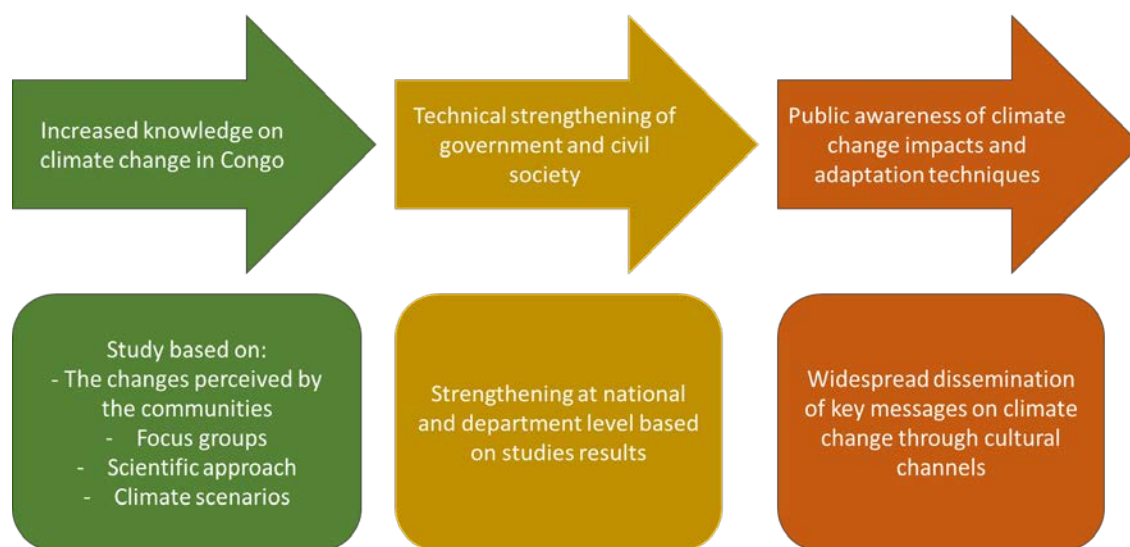 Increased knowledge on
climate change in Congo
Technical strengthening of
government and civil
society
Public awareness of climate
change impacts and
adaptation techniques
Study based on:
- The changes perceived by
the communities
- Focus groups
- Scientific approach
- Climate scenarios
Strengthening at national
and department level based
on studies results
Widespread dissemination
of key messages on climate
change through cultural
channels